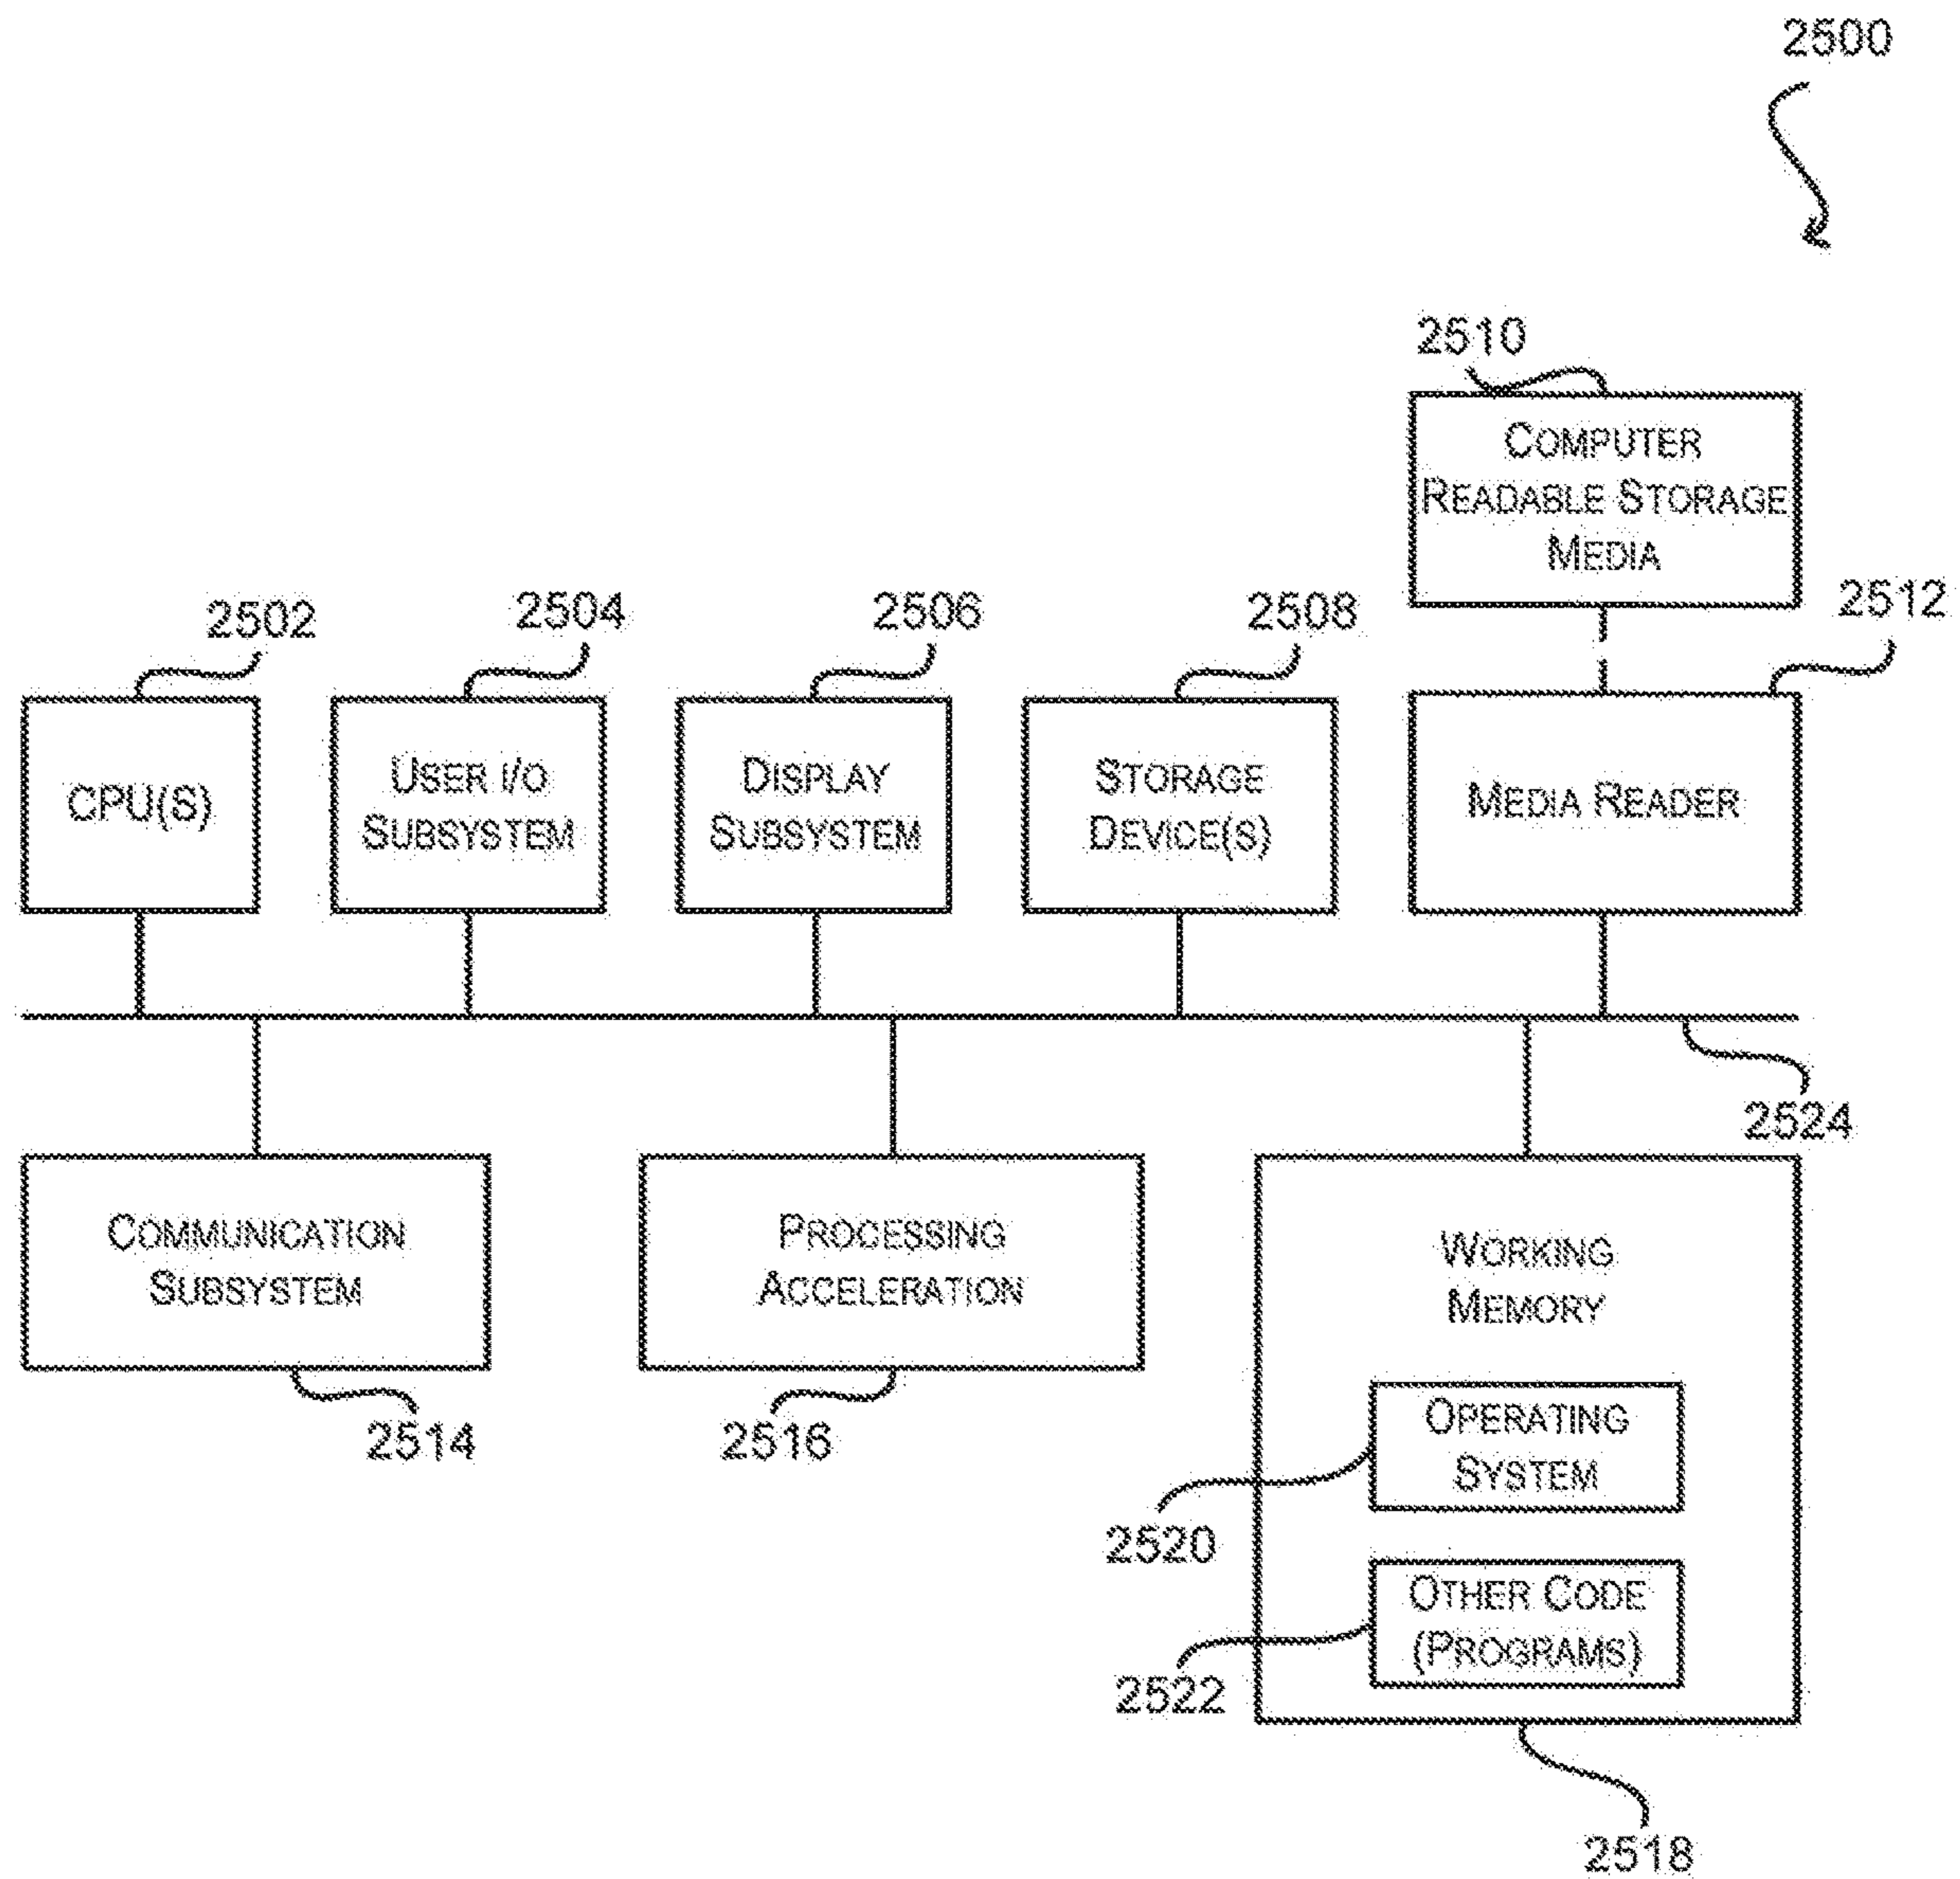 2500
2510
COMPUTER
READABLE STORAGE
MEDIA
2502
2504
2506
2508
2512
CPU(S)
USER I/O
SUBSYSTEM
DISPLAY
SUBSYSTEM
STORAGE
DEVICE(S)
MEDIA READER
2524
COMMUNICATION
SUBSYSTEM
PROCESSING
ACCELERATION
WORKING
MEMORY
2514
2516
OPERATING
SYSTEM
2520
OTHER CODE
(PROGRAMS)
2522
2518